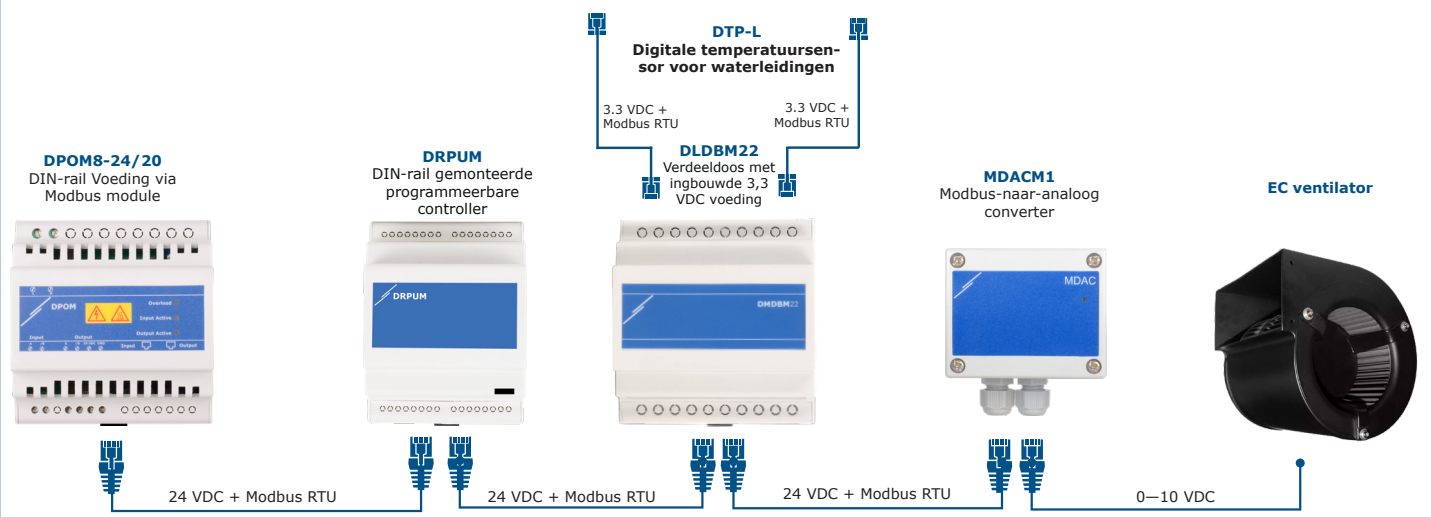 DTP-L
Digitale temperatuursen-
sor voor waterleidingen
3.3 VDC +
Modbus RTU
3.3 VDC +
Modbus RTU
DPOM8-24/20
DIN-rail Voeding via
Modbus module
DRPUM
DIN-rail gemonteerde
programmeerbare
controller
DLDBM22
Verdeeldoos met
ingbouwde 3,3
VDC voeding
MDACM1
Modbus-naar-analoog
converter
EC ventilator
DPOM
Overload
Input Active
Output Active
Input
Output
Input
Output
DRPUM
DMDBM22
MDAC
24 VDC + Modbus RTU
24 VDC + Modbus RTU
24 VDC + Modbus RTU
0—10 VDC